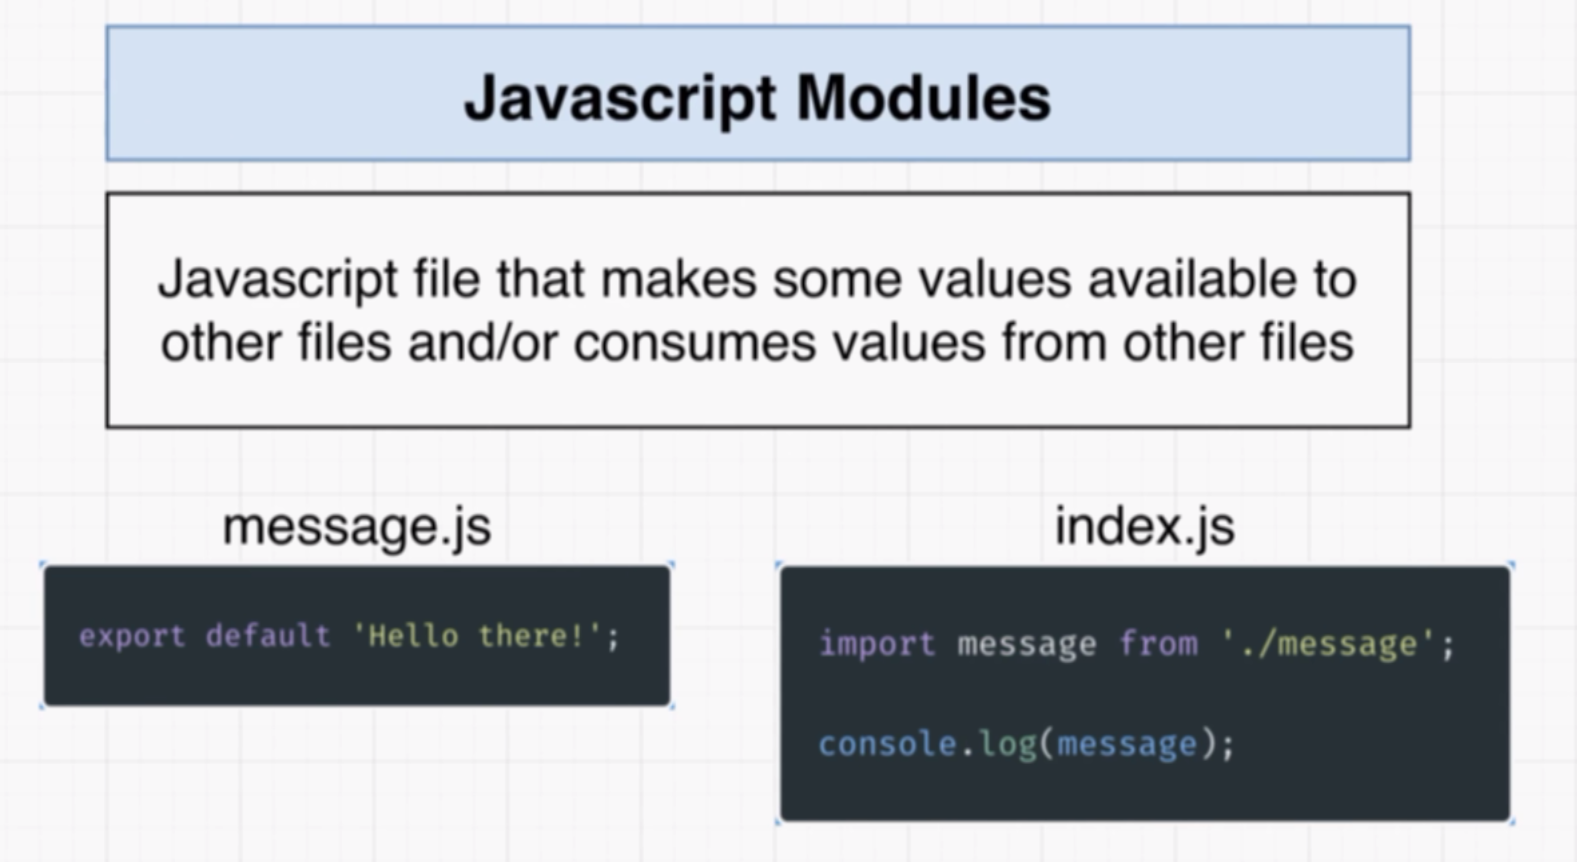 Javascript Modules
Javascript file that makes some values available to
other files and/or consumes values from other files
message.js
export default 'Hello there!';
index.js
import message from './message';
console.log(message);